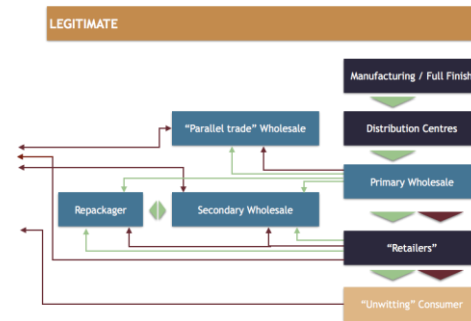 LEGITIMATE
Manufacturing / Full Finish
"Parallel trade" Wholesale
Distribution Centres
Primary Wholesale
Repackager
Secondary Wholesale
"Retailers"
"Unwitting" Consumer